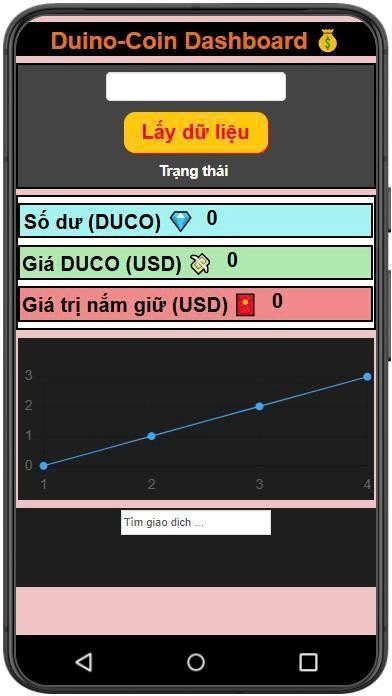 Duino-Coin Dashboard 💰
Lấy dữ liệu
Trạng thái
Số dư (DUCO) 💎 0
Giá DUCO (USD) 💸 0
Giá trị nắm giữ (USD) 🧧 0
3
2
1
0
1 2 3 4
Tìm giao dịch ...